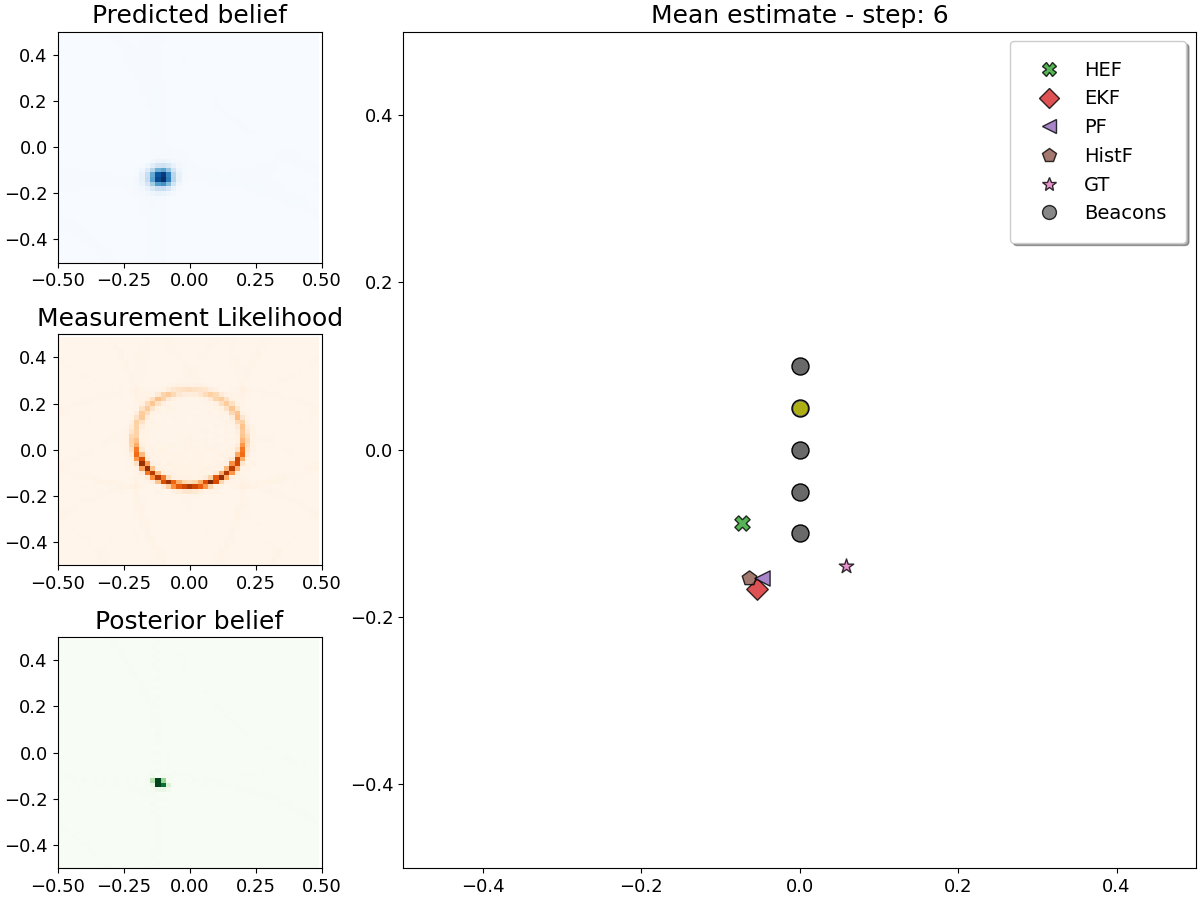 Predicted belief
0.4
0.2
0.0
−0.2
−0.4
−0.50 −0.25 0.00 0.25 0.50
Measurement Likelihood
0.4
0.2
0.0
−0.2
−0.4
−0.50 −0.25 0.00 0.25 0.50
Posterior belief
0.4
0.2
0.0
−0.2
−0.4
−0.50 −0.25 0.00 0.25 0.50
Mean estimate - step: 6
HEF
EKF
PF
HistF
GT
Beacons
0.4
0.2
0.0
−0.2
−0.4
−0.4 −0.2 0.0 0.2 0.4